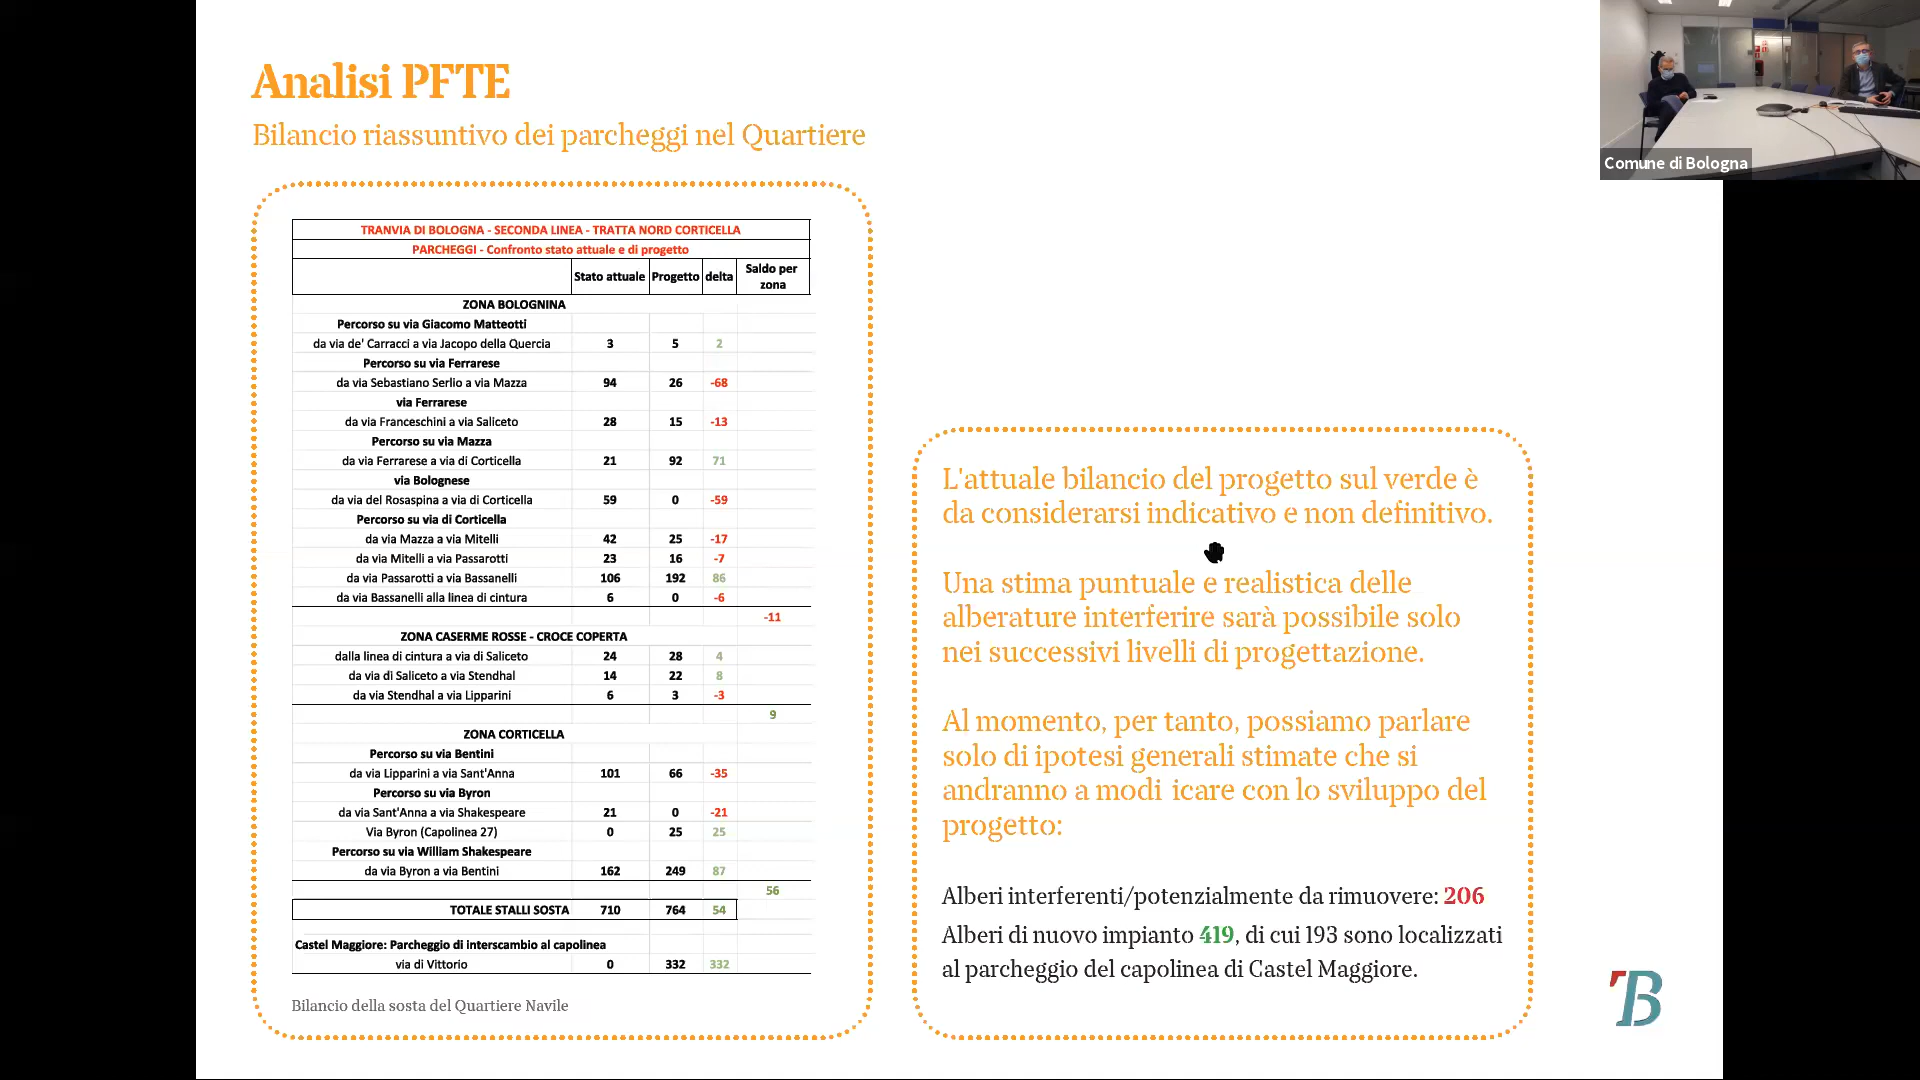 Analisi PFTE
Bilancio riassuntivo dei parcheggi nel Quartiere
Comune di Bologna
TRANVIA DI BOLOGNA - SECONDA LINEA - TRATTA NORD CORTICELLA
PARCHEGGI - Confronto stato attuale e di progetto
Stato attuale Progetto delta Saldo per zona
ZONA BOLOGNINA
Percorso su via Giacomo Matteotti
da via de' Carracci a via Jacopo della Quercia 3 5 2
Percorso su via Ferrarese
da via Sebastiano Serlio a via Mazza 94 26 -68
via Ferrarese
da via Franceschini a via Saliceto 28 15 -13
Percorso su via Mazza
da via Ferrarese a via di Corticella 21 92 71
via Bolognese
da via del Rosaspina a via di Corticella 59 0 -59
Percorso su via di Corticella
da via Mazza a via Mitelli 42 25 -17
da via Mitelli a via Passarotti 23 16 -7
da via Passarotti a via Bassanelli 106 192 86
da via Bassanelli alla linea di cintura 6 0 -6
-11
ZONA CASERME ROSSE - CROCE COPERTA
dalla linea di cintura a via di Saliceto 24 28 4
da via di Saliceto a via Stendhal 14 22 8
da via Stendhal a via Lipparini 6 3 -3
9
ZONA CORTICELLA
Percorso su via Bentini
da via Lipparini a via Sant'Anna 101 66 -35
Percorso su via Byron
da via Sant'Anna a via Shakespeare 21 0 -21
Via Byron (Capolinea 27) 0 25 25
Percorso su via William Shakespeare
da via Byron a via Bentini 162 249 87
56
TOTALE STALLI SOSTA 710 764 54
Castel Maggiore: Parcheggio di interscambio al capolinea
via di Vittorio 0 332 332
Bilancio della sosta del Quartiere Navile
L'attuale bilancio del progetto sul verde è
da considerarsi indicativo e non definitivo.
Una stima puntuale e realistica delle
alberature interferire sarà possibile solo
nei successivi livelli di progettazione.
Al momento, per tanto, possiamo parlare
solo di ipotesi generali stimate che si
andranno a modi icare con lo sviluppo del
progetto:
Alberi interferenti/potenzialmente da rimuovere: 206
Alberi di nuovo impianto 419, di cui 193 sono localizzati
al parcheggio del capolinea di Castel Maggiore.
TB